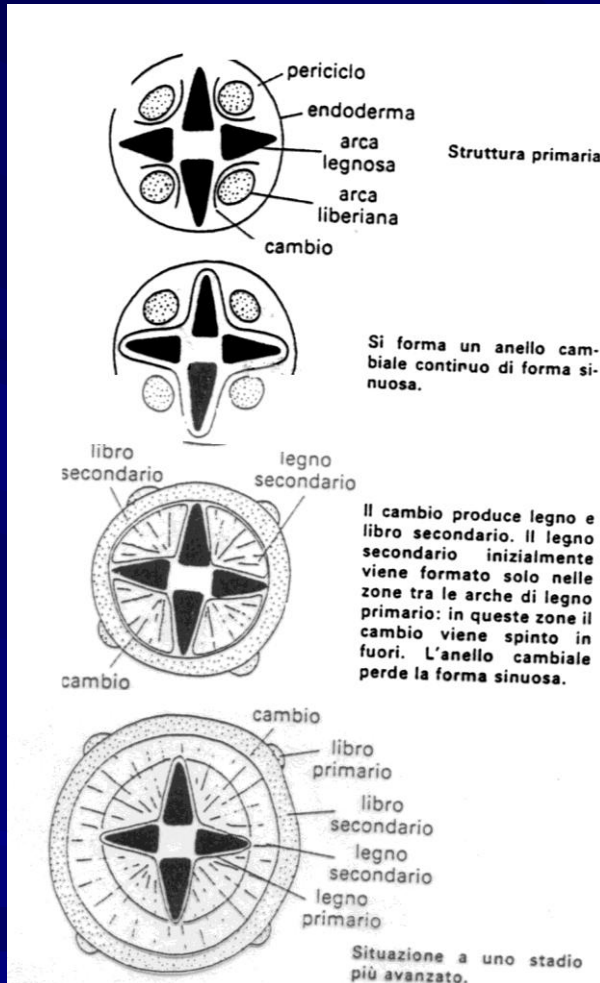 periciclo
endoderma
arca
legnosa
Struttura primaria
arca
liberiana
cambio
Si forma un anello cam-
biale continuo di forma si-
nuosa.
libro
secondario
legno
secondario
Il cambio produce legno e
libro secondario. Il legno
secondario inizialmente
viene formato solo nelle
zone tra le arche di legno
primario: in queste zone il
cambio viene spinto in
fuori. L'anello cambiale
perde la forma sinuosa.
cambio
cambio
libro
primario
libro
secondario
legno
secondario
legno
primario
Situazione a uno stadio
più avanzato.